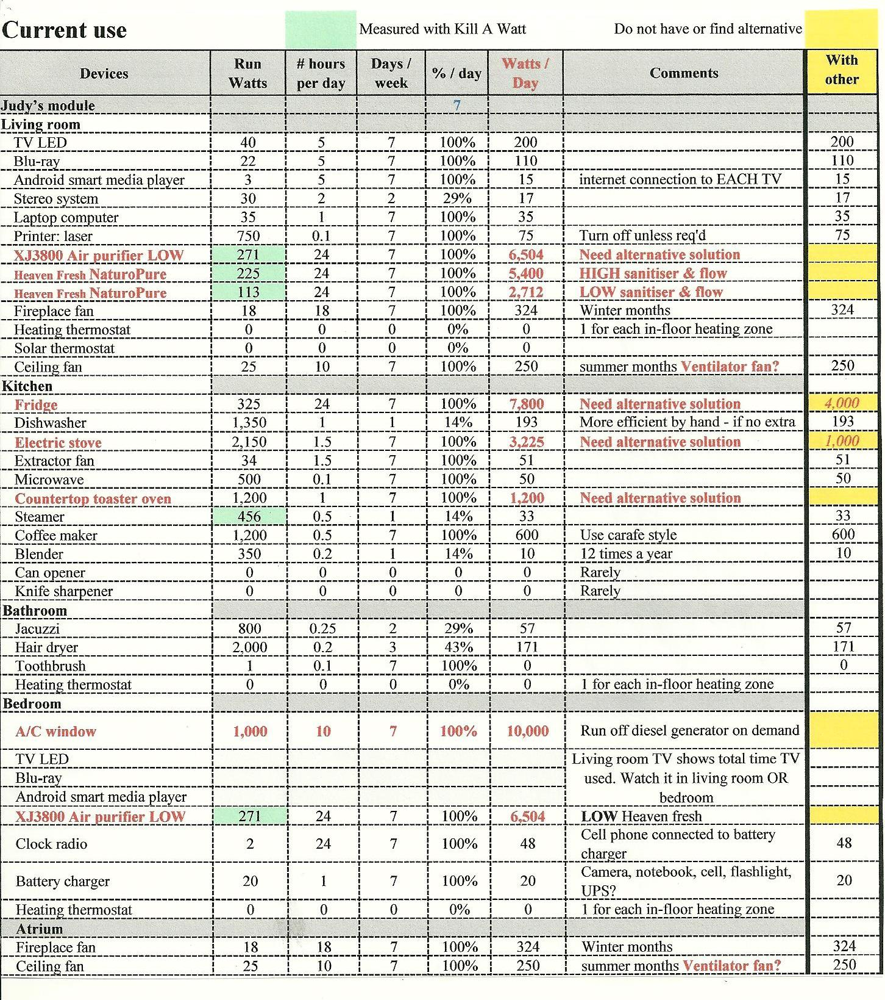 Current use Measured with Kill A Watt Do not have or find alternative
Devices Run Watts # hours per day Days / week % / day Watts / Day Comments With other
Judy's module 7
Living room
TV LED 40 5 7 100% 200 200
Blu-ray 22 5 7 100% 110 110
Android smart media player 3 5 7 100% 15 internet connection to EACH TV 15
Stereo system 30 2 2 29% 17 17
Laptop computer 35 1 7 100% 35 35
Printer: laser 750 0.1 7 100% 75 Turn off unless req'd 75
XJ3800 Air purifier LOW 271 24 7 100% 6,504 Need alternative solution
Heaven Fresh NaturoPure 225 24 7 100% 5,400 HIGH sanitiser & flow
Heaven Fresh NaturoPure 113 24 7 100% 2,712 LOW sanitiser & flow
Fireplace fan 18 18 7 100% 324 Winter months 324
Heating thermostat 0 0 0 0% 0 1 for each in-floor heating zone
Solar thermostat 0 0 0 0% 0
Ceiling fan 25 10 7 100% 250 summer months Ventilator fan? 250
Kitchen
Fridge 325 24 7 100% 7,800 Need alternative solution 4,000
Dishwasher 1,350 1 1 14% 193 More efficient by hand - if no extra 193
Electric stove 2,150 1.5 7 100% 3,225 Need alternative solution 1,000
Extractor fan 34 1.5 7 100% 51 51
Microwave 500 0.1 7 100% 50 50
Countertop toaster oven 1,200 1 7 100% 1,200 Need alternative solution
Steamer 456 0.5 1 14% 33 33
Coffee maker 1,200 0.5 7 100% 600 Use carafe style 600
Blender 350 0.2 1 14% 10 12 times a year 10
Can opener 0 0 0 0 0 Rarely
Knife sharpener 0 0 0 0 0 Rarely
Bathroom
Jacuzzi 800 0.25 2 29% 57 57
Hair dryer 2,000 0.2 3 43% 171 171
Toothbrush 1 0.1 7 100% 0 0
Heating thermostat 0 0 0 0% 0 1 for each in-floor heating zone
Bedroom
A/C window 1,000 10 7 100% 10,000 Run off diesel generator on demand
TV LED Living room TV shows total time TV
Blu-ray used. Watch it in living room OR
Android smart media player bedroom
XJ3800 Air purifier LOW 271 24 7 100% 6,504 LOW Heaven fresh
Clock radio 2 24 7 100% 48 Cell phone connected to battery charger 48
Battery charger 20 1 7 100% 20 Camera, notebook, cell, flashlight, UPS? 20
Heating thermostat 0 0 0 0% 0 1 for each in-floor heating zone
Atrium
Fireplace fan 18 18 7 100% 324 Winter months 324
Ceiling fan 25 10 7 100% 250 summer months Ventilator fan? 250